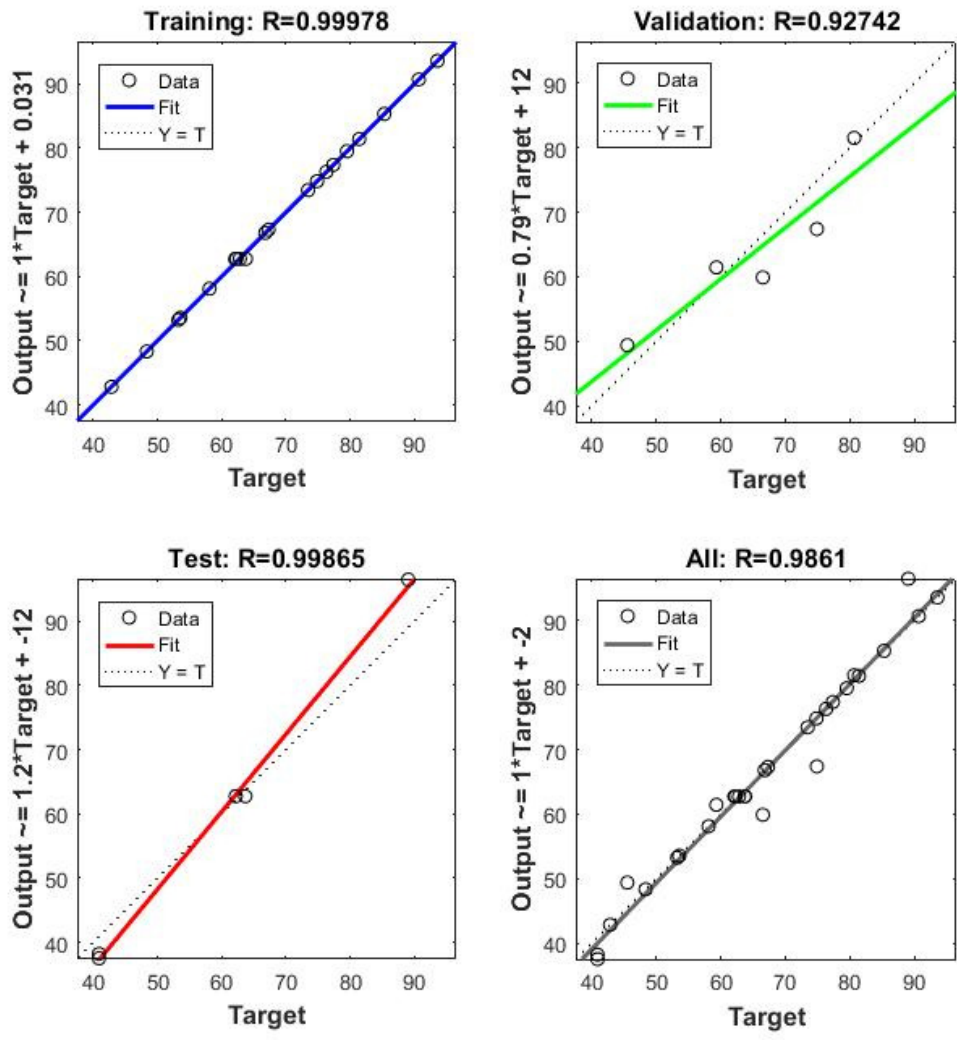 Training: R=0.99978
Output ~= 1*Target + 0.031
Data
Fit
Y = T
90
80
70
60
50
40
40 50 60 70 80 90
Target
Validation: R=0.92742
Output ~= 0.79*Target + 12
Data
Fit
Y = T
90
80
70
60
50
40
40 50 60 70 80 90
Target
Test: R=0.99865
Output ~= 1.2*Target + -12
Data
Fit
Y = T
90
80
70
60
50
40
40 50 60 70 80 90
Target
All: R=0.9861
Output ~= 1*Target + -2
Data
Fit
Y = T
90
80
70
60
50
40
40 50 60 70 80 90
Target